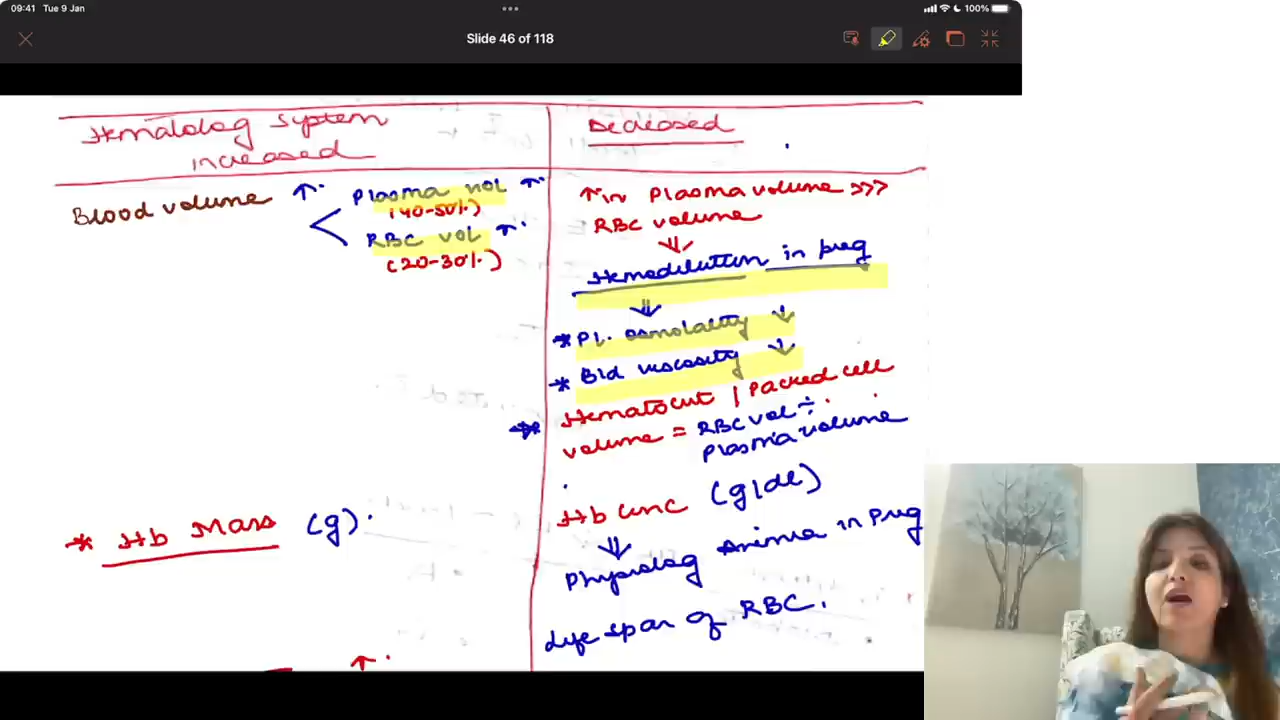 09:41 Tue 9 Jan
100%
Slide 46 of 118
Hematolog System
increased
Decreased
Blood volume ↑
Plasma vol ↑
(40-50%)
RBC vol ↑
(20-30%)
↑ in Plasma volume >>>
RBC volume
⇓
Hemodilution in preg
⇓
* Pl. osmolality ↓
* Bld viscosity ↓
Hematocrit / Packed cell
volume = RBC vol ÷
plasma volume
* Hb Mass (g).
Hb conc (g/dl)
⇓
Physiolog Anemia in Preg
Life span of RBC.
↑